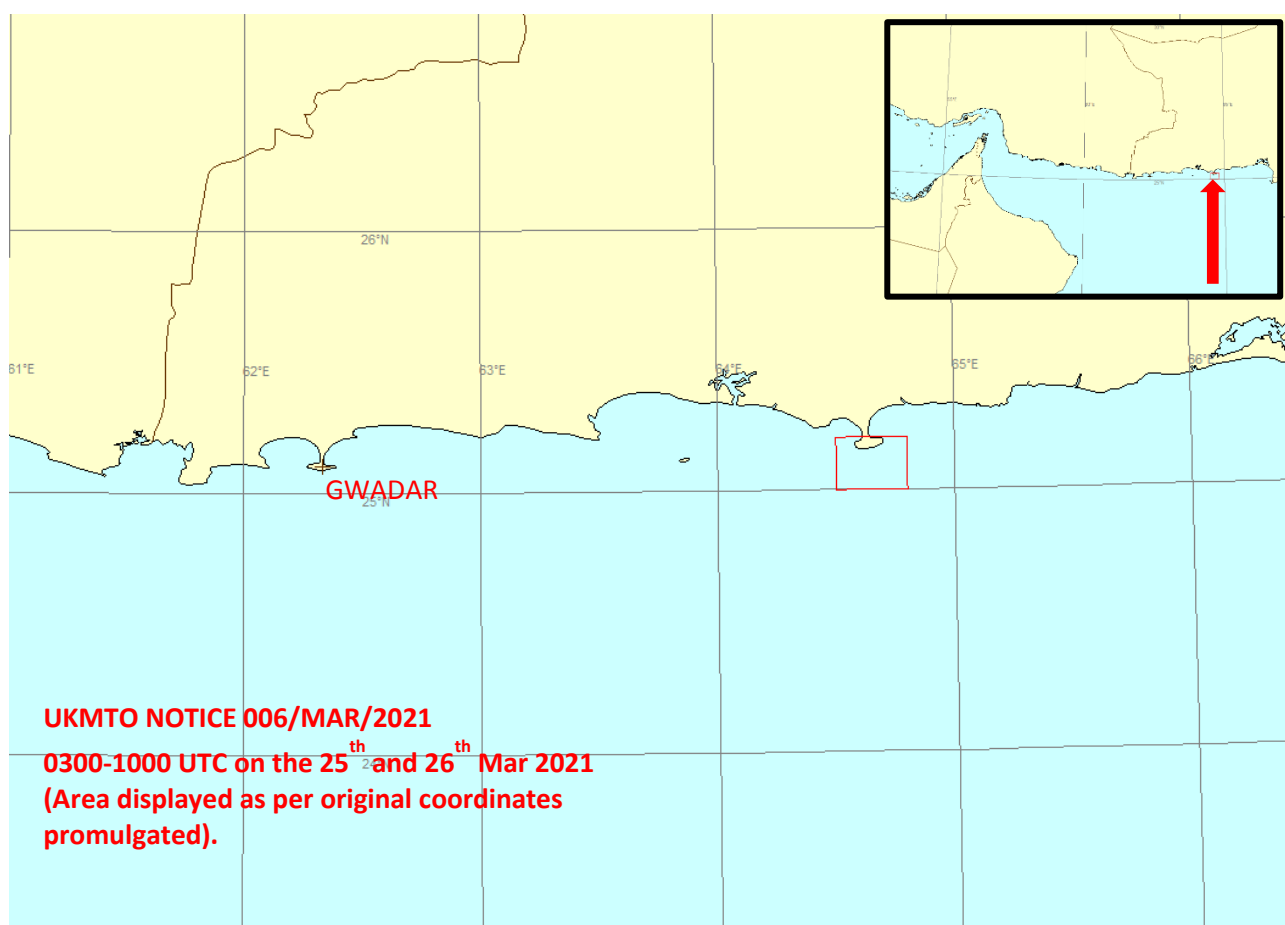 26°N
61°E
62°E
63°E
64°E
65°E
66°E
GWADAR
25°N
UKMTO NOTICE 006/MAR/2021
0300-1000 UTC on the 25th and 26th Mar 2021
(Area displayed as per original coordinates
promulgated).